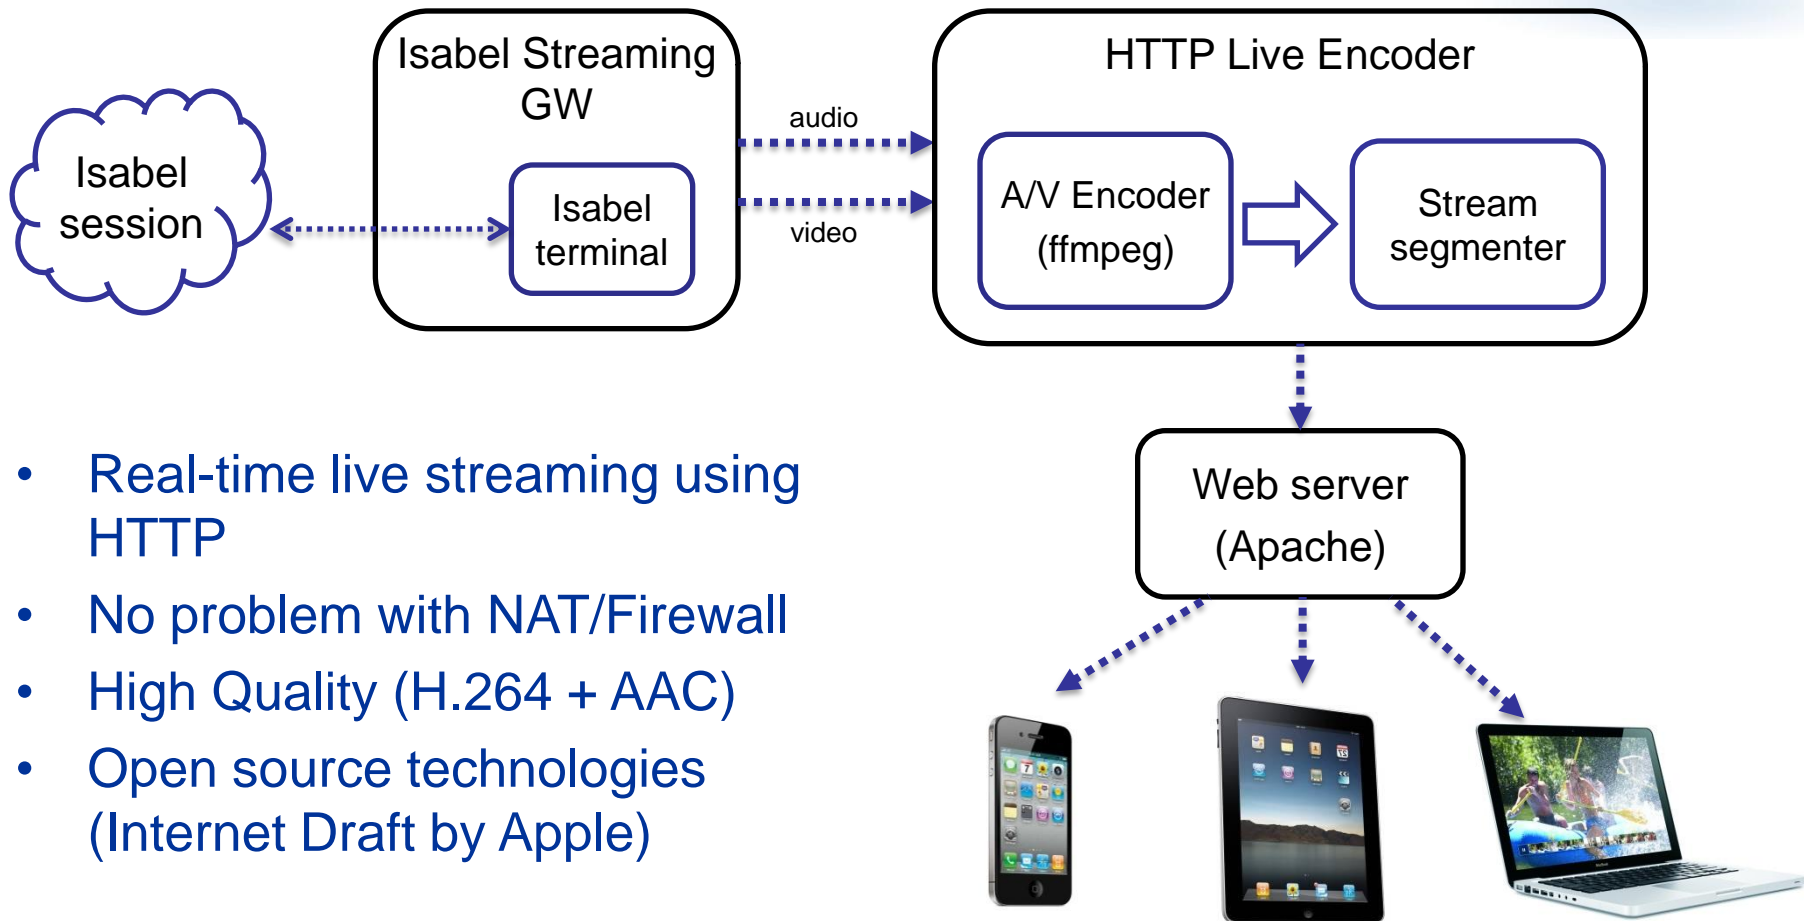 Isabel
session
Isabel Streaming
GW
Isabel
terminal
audio
video
HTTP Live Encoder
A/V Encoder
(ffmpeg)
Stream
segmenter
Web server
(Apache)
• Real-time live streaming using
HTTP
• No problem with NAT/Firewall
• High Quality (H.264 + AAC)
• Open source technologies
(Internet Draft by Apple)